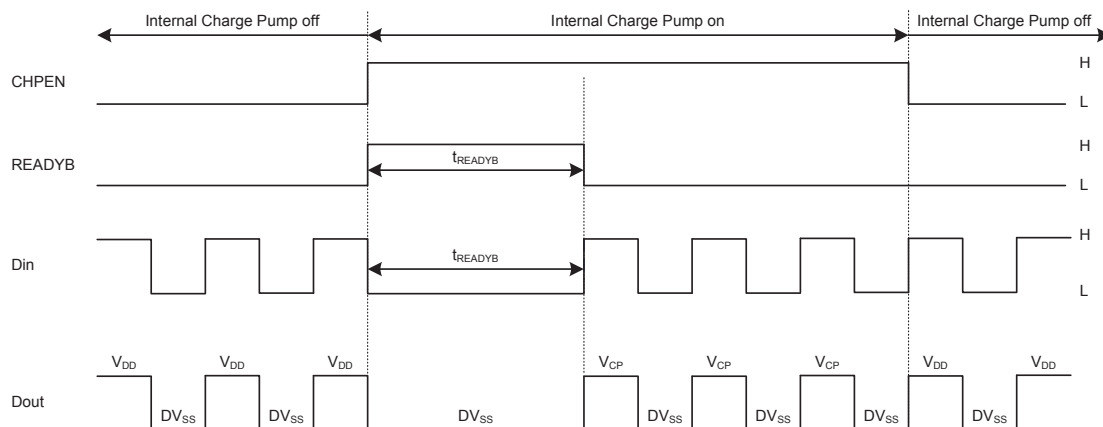 Internal Charge Pump off Internal Charge Pump on Internal Charge Pump off
CHPEN H
L
READYB tREADYB H
L
Din tREADYB H
L
VDD VDD VDD VCP VCP VCP VDD VDD
Dout DVSS DVSS DVSS DVSS DVSS DVSS DVSS